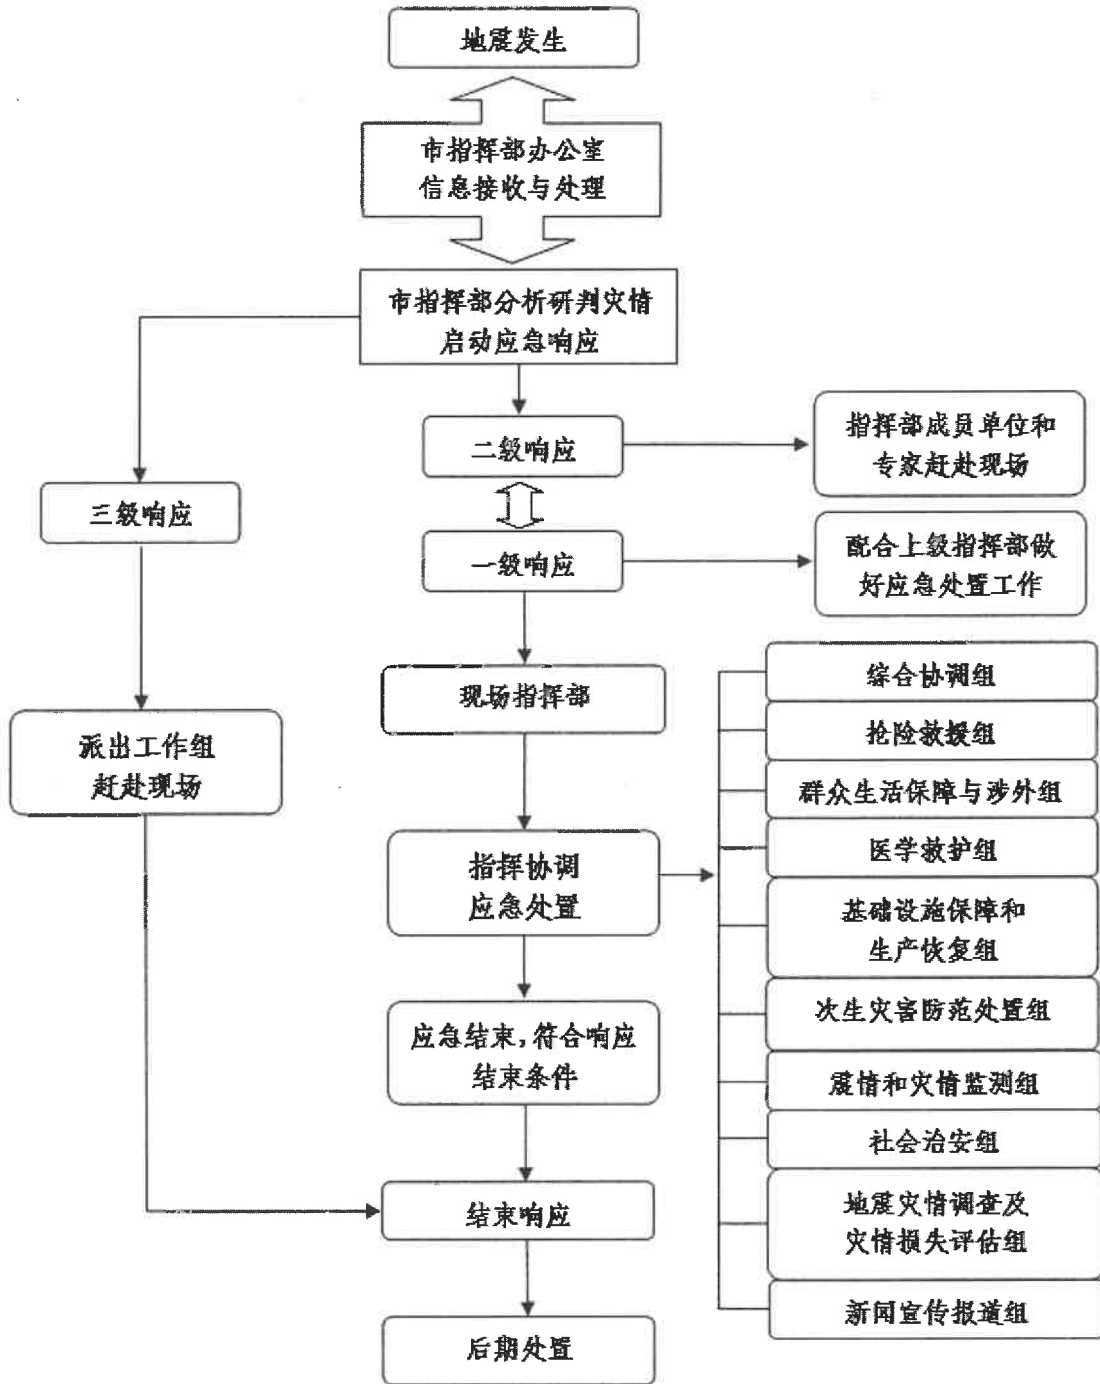 地震发生
市指挥部办公室
信息接收与处理
市指挥部分析研判灾情
启动应急响应
二级响应
指挥部成员单位和
专家赶赴现场
三级响应
一级响应
配合上级指挥部做
好应急处置工作
现场指挥部
派出工作组
赶赴现场
指挥协调
应急处置
综合协调组
抢险救援组
群众生活保障与涉外组
医学救护组
基础设施保障和
生产恢复组
次生灾害防范处置组
震情和灾情监测组
社会治安组
地震灾情调查及
灾情损失评估组
新闻宣传报道组
应急结束,符合响应
结束条件
结束响应
后期处置